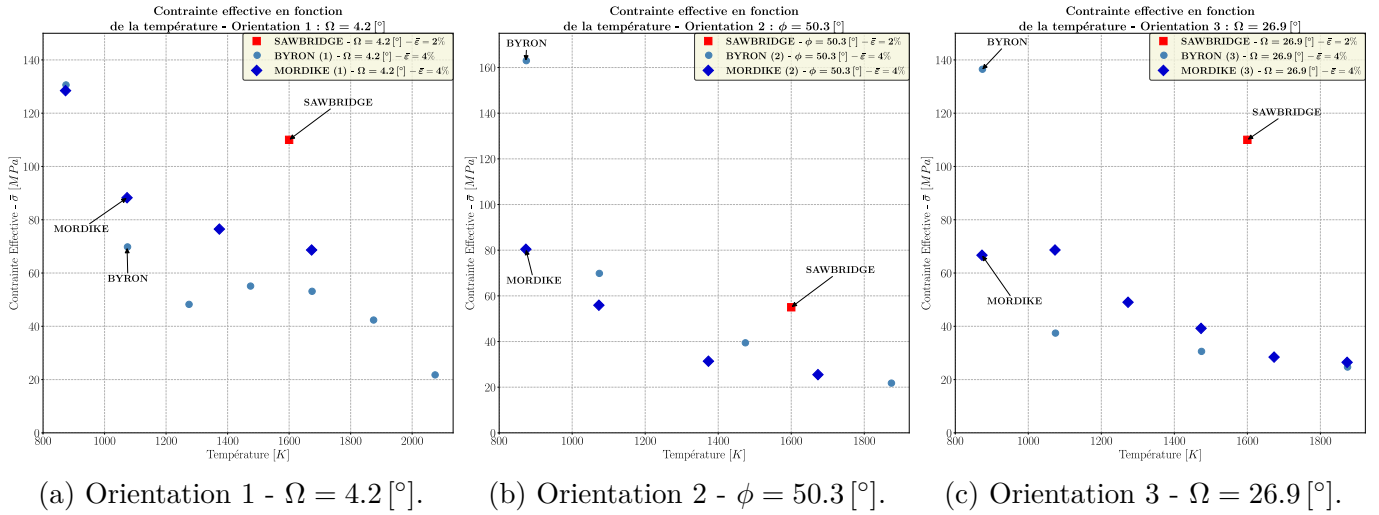 Contrainte effective en fonction
de la température - Orientation 1 : Ω = 4.2 [°]
SAWBRIDGE - Ω = 4.2 [°] − ε̄ = 2%
BYRON (1) - Ω = 4.2 [°] − ε̄ = 4%
MORDIKE (1) - Ω = 4.2 [°] − ε̄ = 4%
SAWBRIDGE
MORDIKE
BYRON
Contrainte Effective - σ̄ [MPa]
140
120
100
80
60
40
20
0
800 1000 1200 1400 1600 1800 2000
Température [K]
(a) Orientation 1 - Ω = 4.2 [°].
Contrainte effective en fonction
de la température - Orientation 2 : ϕ = 50.3 [°]
SAWBRIDGE - ϕ = 50.3 [°] − ε̄ = 2%
BYRON (2) - ϕ = 50.3 [°] − ε̄ = 4%
MORDIKE (2) - ϕ = 50.3 [°] − ε̄ = 4%
BYRON
MORDIKE
SAWBRIDGE
Contrainte Effective - σ̄ [MPa]
160
140
120
100
80
60
40
20
0
800 1000 1200 1400 1600 1800
Température [K]
(b) Orientation 2 - ϕ = 50.3 [°].
Contrainte effective en fonction
de la température - Orientation 3 : Ω = 26.9 [°]
SAWBRIDGE - Ω = 26.9 [°] − ε̄ = 2%
BYRON (3) - Ω = 26.9 [°] − ε̄ = 4%
MORDIKE (3) - Ω = 26.9 [°] − ε̄ = 4%
BYRON
SAWBRIDGE
MORDIKE
Contrainte Effective - σ̄ [MPa]
140
120
100
80
60
40
20
0
800 1000 1200 1400 1600 1800
Température [K]
(c) Orientation 3 - Ω = 26.9 [°].